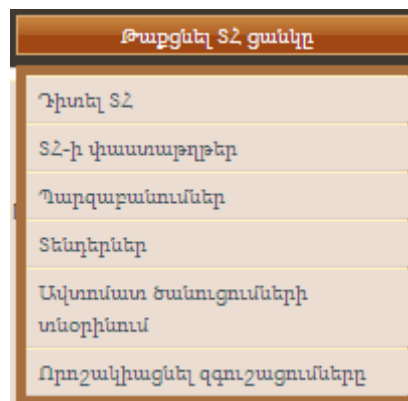 Թաքցնել ՏՀ ցանկը
Դիտել ՏՀ
ՏՀ-ի փաստաթղթեր
Պարզաբանումներ
Տենդերներ
Ավտոմատ ծանուցումների
տնօրինում
Որոշակիացնել զգուշացումները